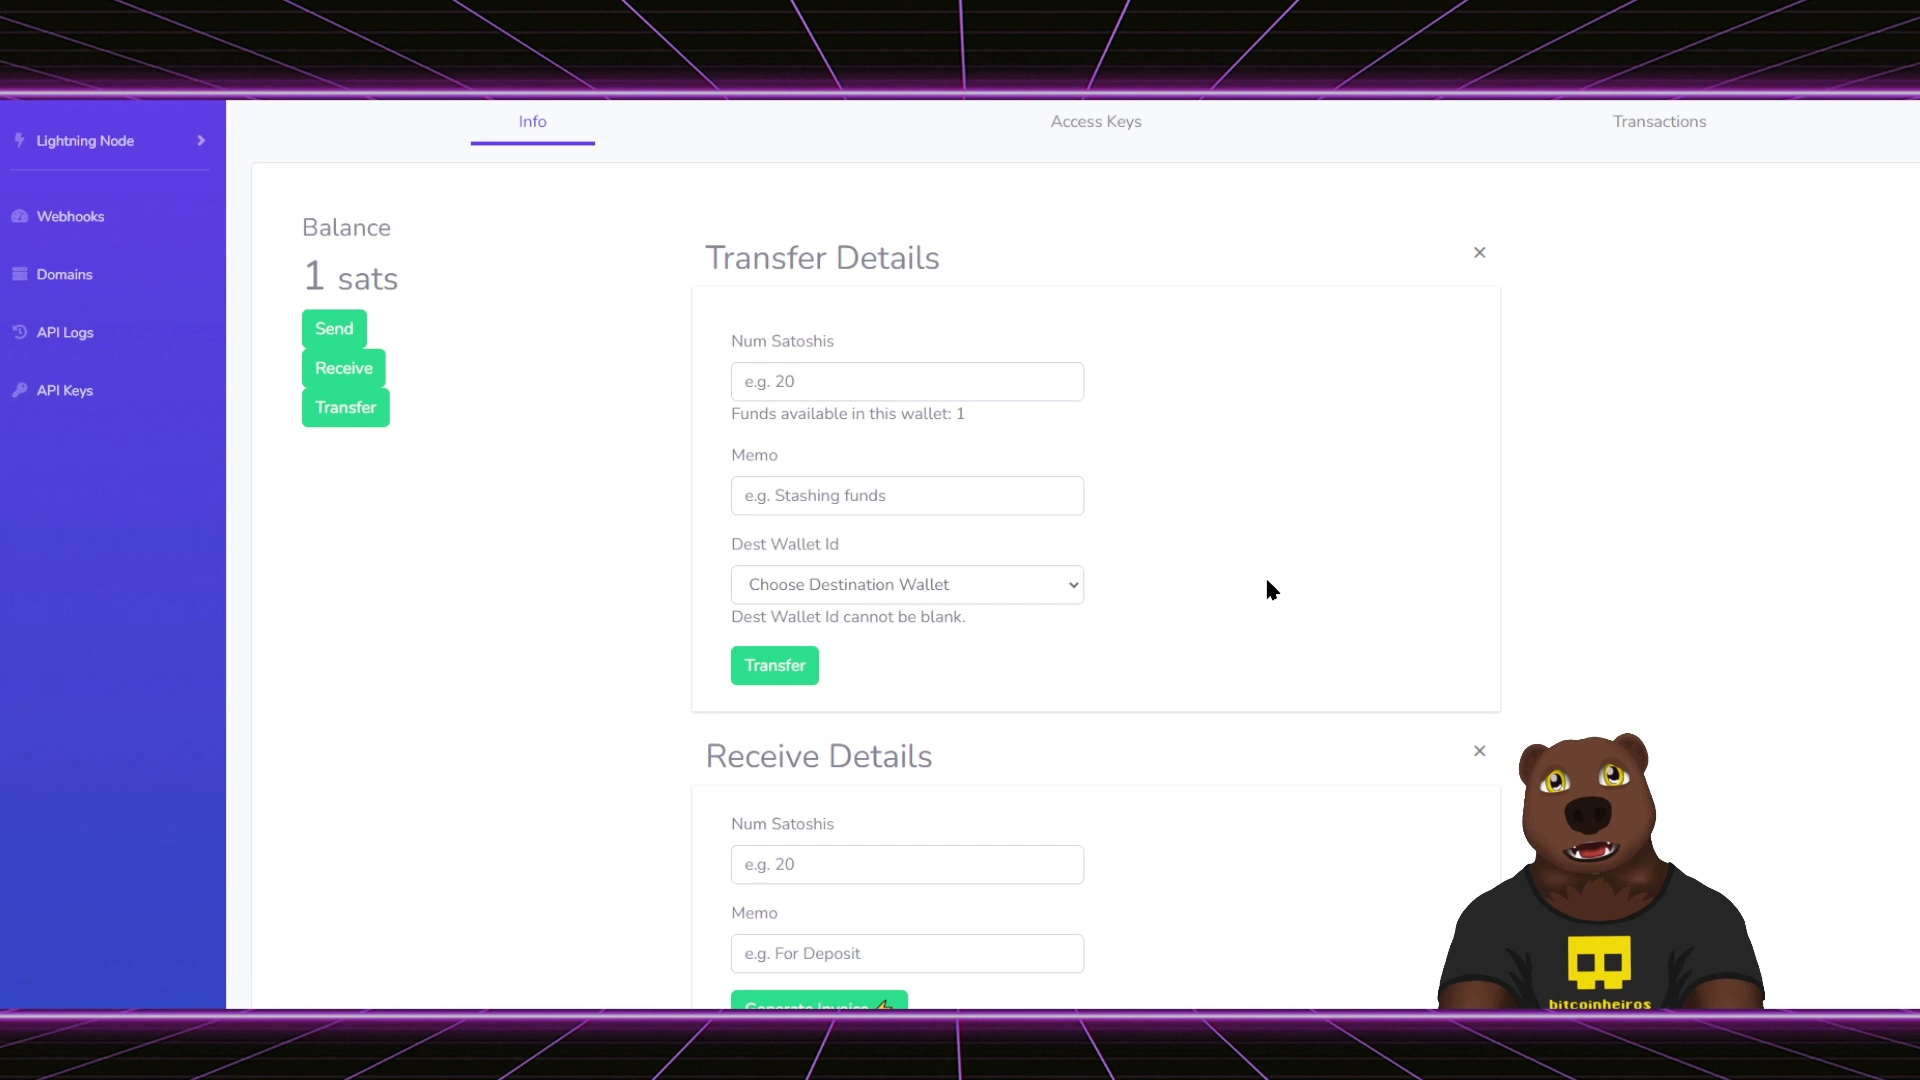 Lightning Node
Webhooks
Domains
API Logs
API Keys
Info
Access Keys
Transactions
Balance
1 sats
Send
Receive
Transfer
Transfer Details
×
Num Satoshis
e.g. 20
Funds available in this wallet: 1
Memo
e.g. Stashing funds
Dest Wallet Id
Choose Destination Wallet
Dest Wallet Id cannot be blank.
Transfer
Receive Details
×
Num Satoshis
e.g. 20
Memo
e.g. For Deposit
Generate Invoice
bitcoinheiros